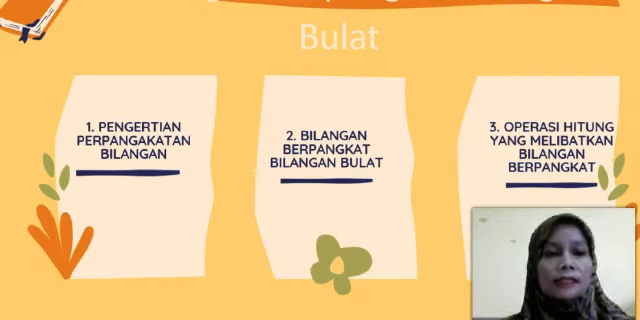 Bulat
1. PENGERTIAN
PERPANGAKATAN
BILANGAN
2. BILANGAN
BERPANGKAT
BILANGAN BULAT
3. OPERASI HITUNG
YANG MELIBATKAN
BILANGAN
BERPANGKAT